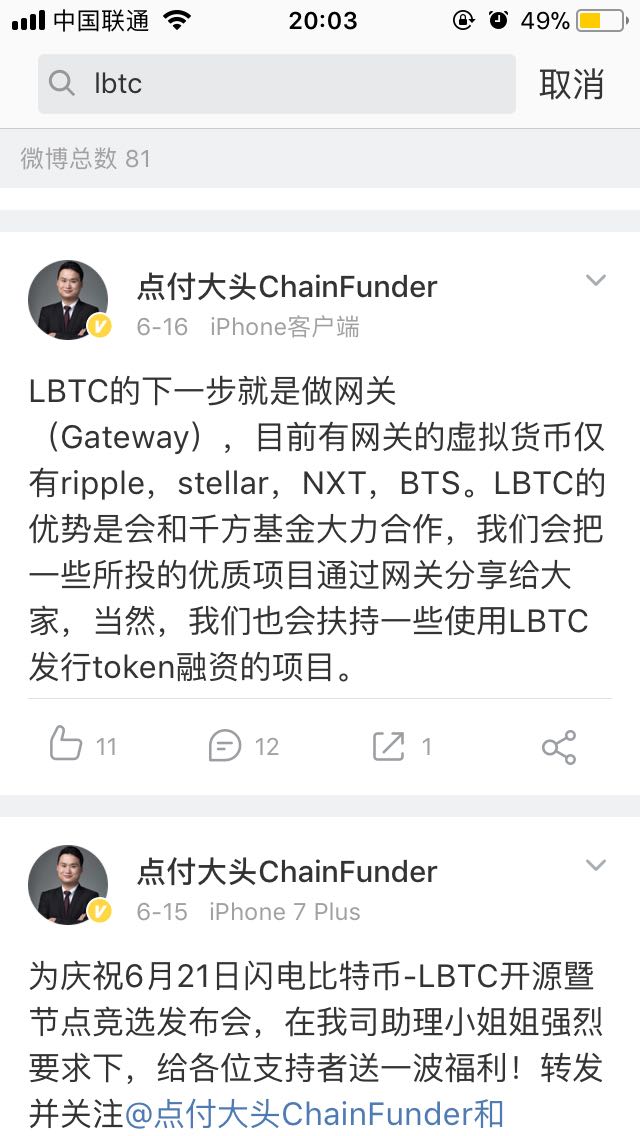 中国联通 20:03 49%
lbtc 取消
微博总数 81
点付大头ChainFunder
6-16 iPhone客户端
LBTC的下一步就是做网关
（Gateway），目前有网关的虚拟货币仅
有ripple，stellar，NXT，BTS。LBTC的
优势是会和千方基金大力合作，我们会把
一些所投的优质项目通过网关分享给大
家，当然，我们也会扶持一些使用LBTC
发行token融资的项目。
11 12 1
点付大头ChainFunder
6-15 iPhone 7 Plus
为庆祝6月21日闪电比特币-LBTC开源暨
节点竞选发布会，在我司助理小姐姐强烈
要求下，给各位支持者送一波福利！转发
并关注@点付大头ChainFunder和